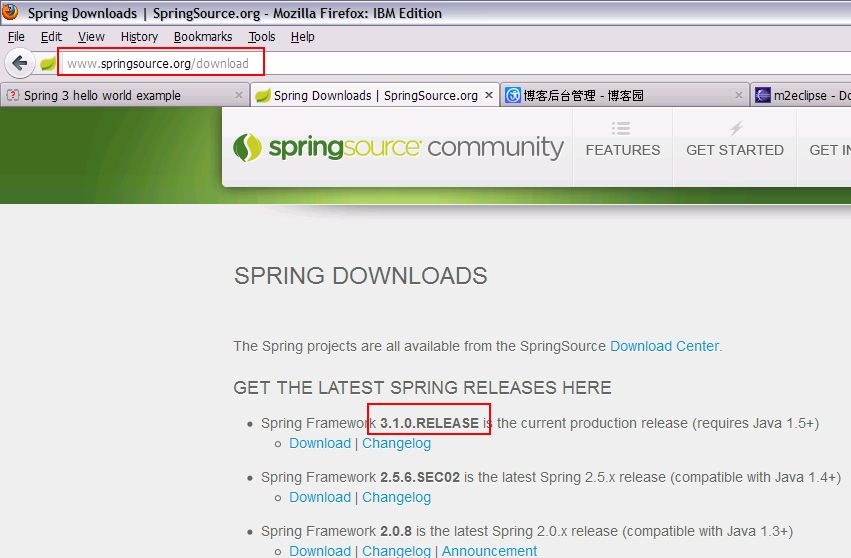 Spring Downloads | SpringSource.org - Mozilla Firefox: IBM Edition
File Edit View History Bookmarks Tools Help
www.springsource.org/download
Spring 3 hello world example × Spring Downloads | SpringSource.org × 博客后台管理 - 博客园 × m2eclipse - Do
springsource community FEATURES GET STARTED GET IN
SPRING DOWNLOADS
The Spring projects are all available from the SpringSource Download Center.
GET THE LATEST SPRING RELEASES HERE
• Spring Framework 3.1.0.RELEASE is the current production release (requires Java 1.5+)
◦ Download | Changelog
• Spring Framework 2.5.6.SEC02 is the latest Spring 2.5.x release (compatible with Java 1.4+)
◦ Download | Changelog
• Spring Framework 2.0.8 is the latest Spring 2.0.x release (compatible with Java 1.3+)
◦ Download | Changelog | Announcement